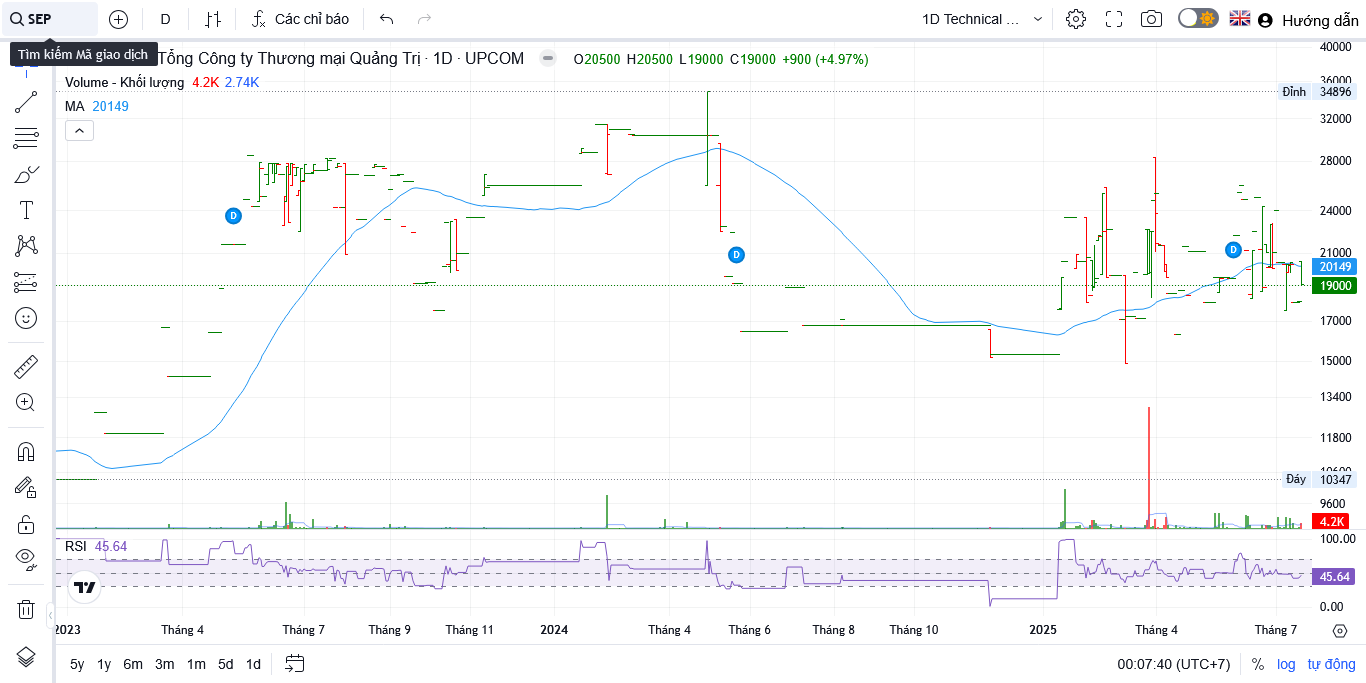 SEP
D
Các chỉ báo
1D Technical ...
Hướng dẫn
Tìm kiếm Mã giao dịch
Tổng Công ty Thương mại Quảng Trị · 1D · UPCOM
O20500 H20500 L19000 C19000 +900 (+4.97%)
Volume - Khối lượng 4.2K 2.74K
MA 20149
40000
36000
Đỉnh 34896
32000
28000
24000
21000
20149
19000
17000
15000
13400
11800
10600
Đáy 10347
9600
4.2K
D
D
D
RSI 45.64
100.00
45.64
0.00
2023
Tháng 4
Tháng 7
Tháng 9
Tháng 11
2024
Tháng 4
Tháng 6
Tháng 8
Tháng 10
2025
Tháng 4
Tháng 7
5y 1y 6m 3m 1m 5d 1d
00:07:40 (UTC+7)
% log tự động